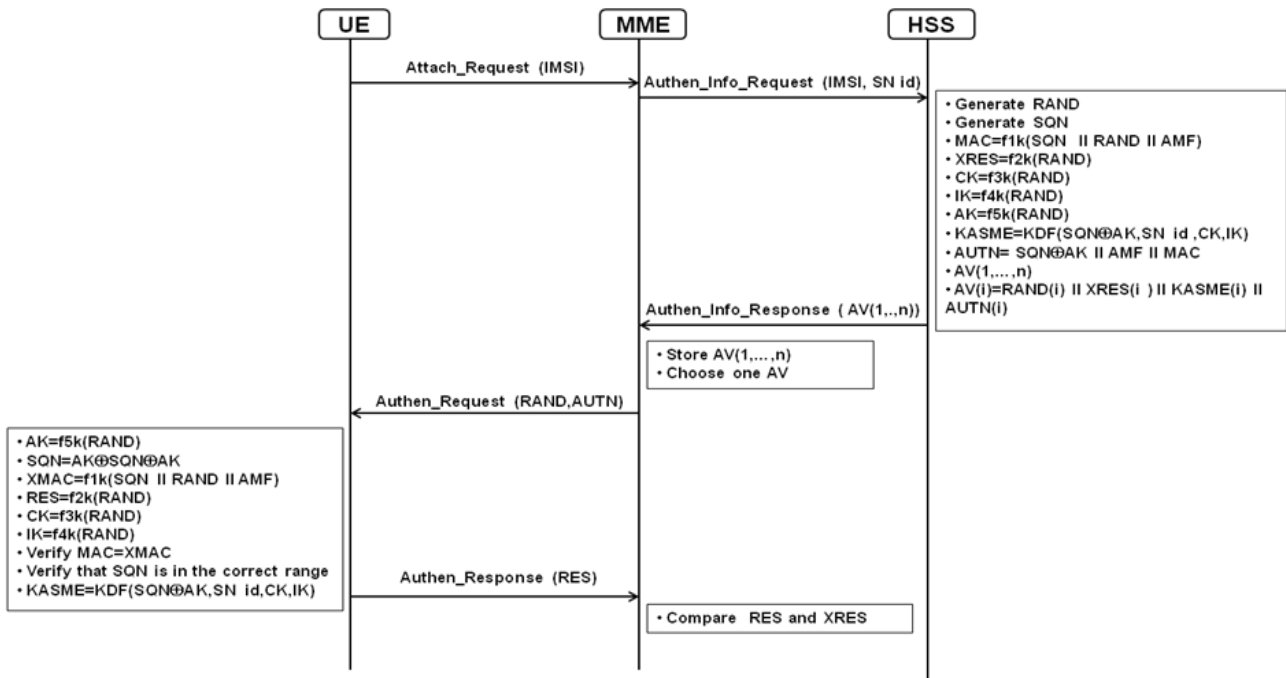 UE
MME
HSS
Attach_Request (IMSI)
Authen_Info_Request (IMSI, SN id)
• Generate RAND
• Generate SQN
• MAC=f1k(SQN II RAND II AMF)
• XRES=f2k(RAND)
• CK=f3k(RAND)
• IK=f4k(RAND)
• AK=f5k(RAND)
• KASME=KDF(SQN⊕AK,SN id ,CK,IK)
• AUTN= SQN⊕AK II AMF II MAC
• AV(1,...,n)
• AV(i)=RAND(i) II XRES(i ) II KASME(i) II
AUTN(i)
Authen_Info_Response ( AV(1,.,n))
• Store AV(1,...,n)
• Choose one AV
Authen_Request (RAND,AUTN)
• AK=f5k(RAND)
• SQN=AK⊕SQN⊕AK
• XMAC=f1k(SQN II RAND II AMF)
• RES=f2k(RAND)
• CK=f3k(RAND)
• IK=f4k(RAND)
• Verify MAC=XMAC
• Verify that SQN is in the correct range
• KASME=KDF(SQN⊕AK,SN id,CK,IK)
Authen_Response (RES)
• Compare RES and XRES